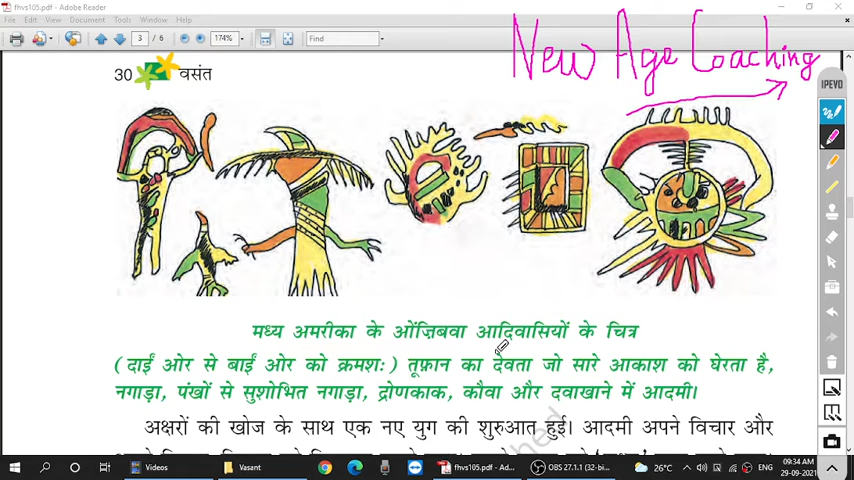 fhvs105.pdf - Adobe Reader
File Edit View Document Tools Window Help
3 / 6 174% Find
New Age Coaching
30 वसंत
IPEVO
मध्य अमरीका के ओंज़िबवा आदिवासियों के चित्र
(दाईं ओर से बाईं ओर को क्रमशः) तूफ़ान का देवता जो सारे आकाश को घेरता है,
नगाड़ा, पंखों से सुशोभित नगाड़ा, द्रोणकाक, कौवा और दवाखाने में आदमी।
अक्षरों की खोज के साथ एक नए युग की शुरुआत हुई। आदमी अपने विचार और
Videos Vasant fhvs105.pdf - Adob... OBS 27.1.1 (32-bi... 26°C ENG 09:34 AM
29-09-2021